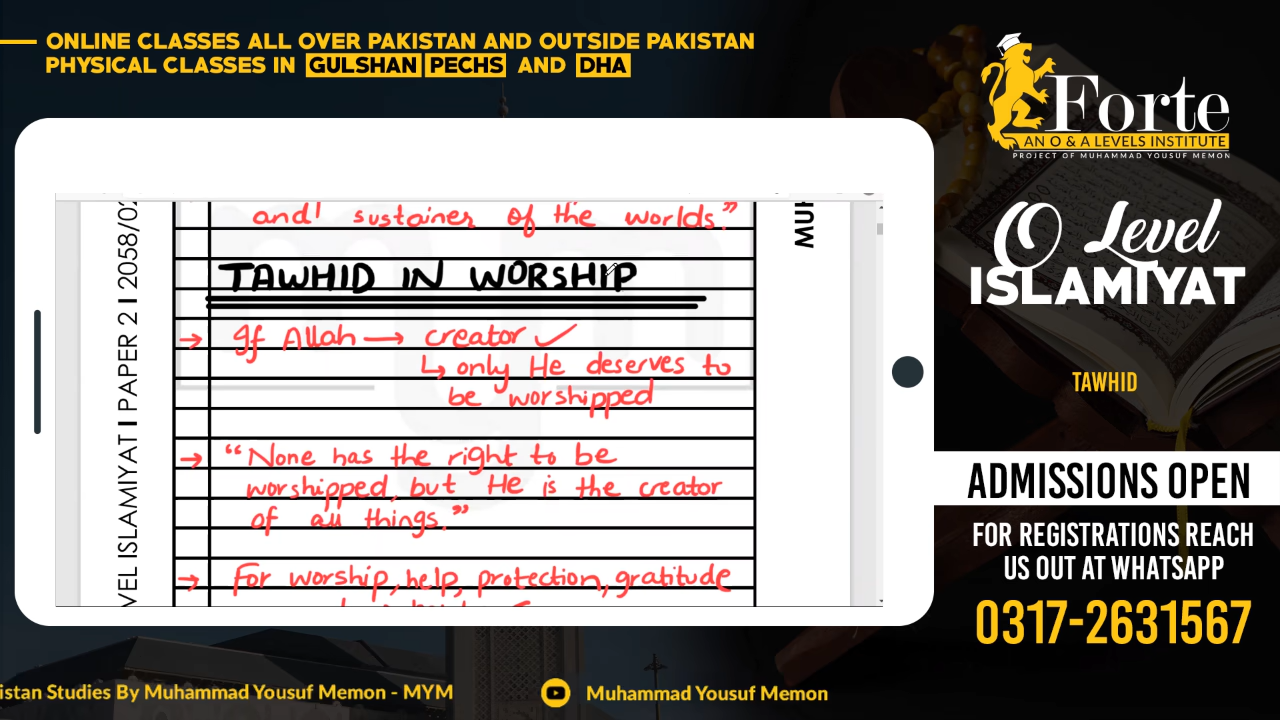 ONLINE CLASSES ALL OVER PAKISTAN AND OUTSIDE PAKISTAN
PHYSICAL CLASSES IN GULSHAN PECHS AND DHA
and sustainer of the worlds."
TAWHID IN WORSHIP
→ If Allah → creator ✓
↳ only He deserves to
be worshipped
→ "None has the right to be
worshipped, but He is the creator
of all things."
→ For worship, help, protection, gratitude
VEL ISLAMIYAT I PAPER 2 I 2058/02
MUH
Forte
AN O & A LEVELS INSTITUTE
PROJECT OF MUHAMMAD YOUSUF MEMON
O Level
ISLAMIYAT
TAWHID
ADMISSIONS OPEN
FOR REGISTRATIONS REACH
US OUT AT WHATSAPP
0317-2631567
istan Studies By Muhammad Yousuf Memon - MYM
Muhammad Yousuf Memon